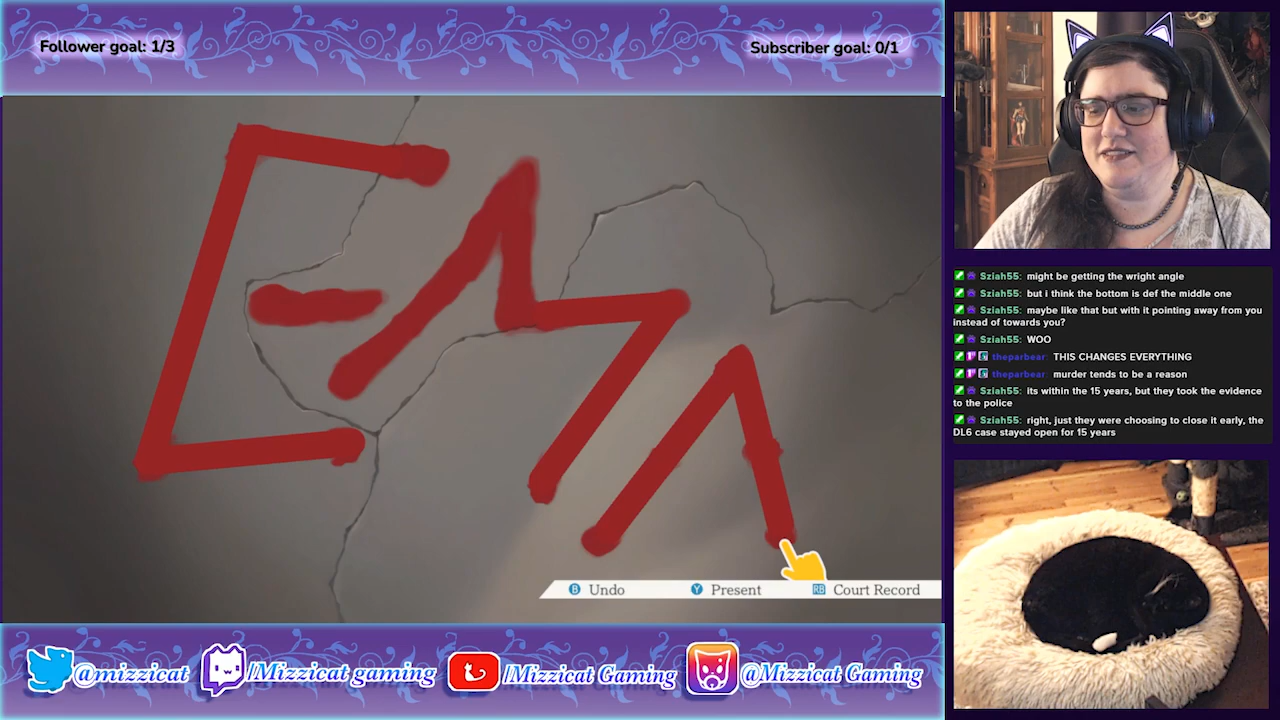 Follower goal: 1/3
Subscriber goal: 0/1
EMA
B Undo
Y Present
RB Court Record
@mizzicat
/Mizzicat gaming
/Mizzicat Gaming
@Mizzicat Gaming
Sziah55: might be getting the wright angle
Sziah55: but i think the bottom is def the middle one
Sziah55: maybe like that but with it pointing away from you
instead of towards you?
Sziah55: WOO
theparbear: THIS CHANGES EVERYTHING
theparbear: murder tends to be a reason
Sziah55: its within the 15 years, but they took the evidence
to the police
Sziah55: right, just they were choosing to close it early, the
DL6 case stayed open for 15 years